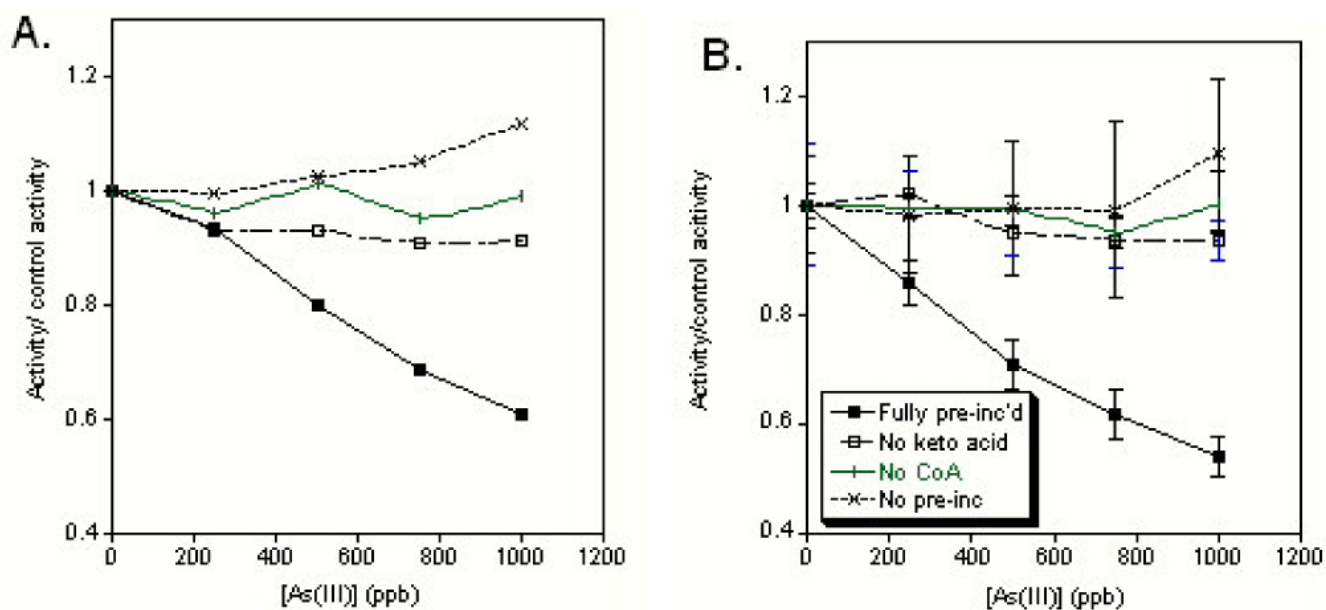 A.
1.2
1
0.8
0.6
0.4
0 200 400 600 800 1000 1200
Activity/ control activity
[As(III)] (ppb)
B.
1.2
1
0.8
0.6
0.4
0 200 400 600 800 1000 1200
Activity/control acitivity
[As(III)] (ppb)
Fully pre-inc'd
No keto acid
No CoA
No pre-inc